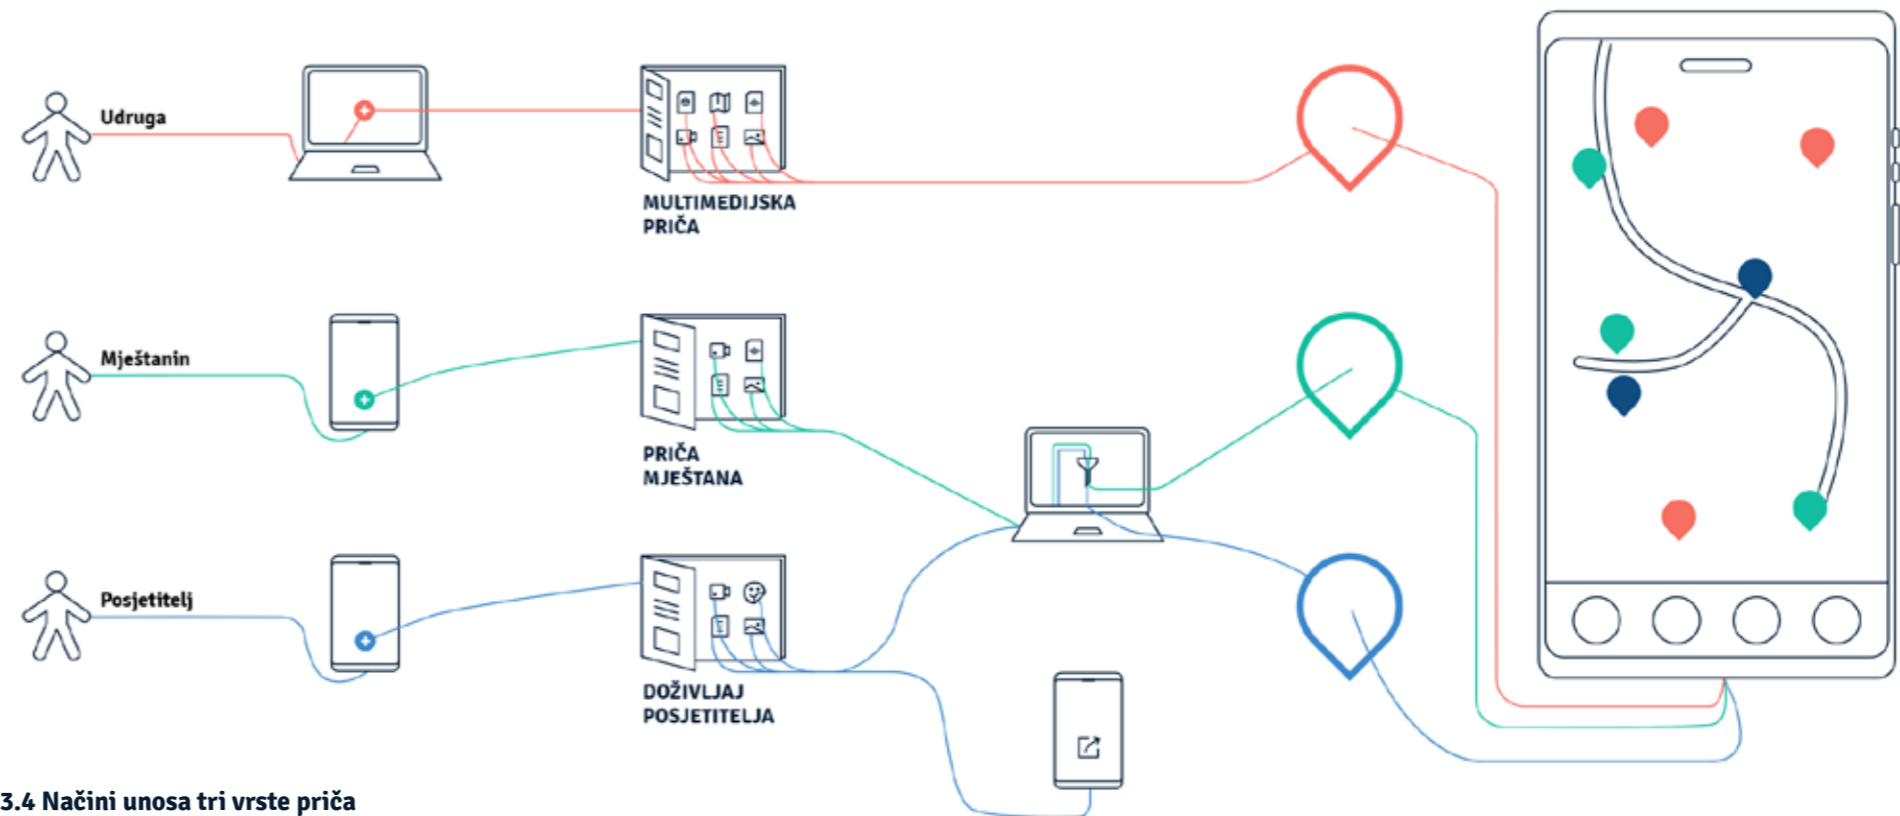 Udruga
MULTIMEDIJSKA
PRIČA
Mještanin
PRIČA
MJEŠTANA
Posjetitelj
DOŽIVLJAJ
POSJETITELJA
3.4 Načini unosa tri vrste priča